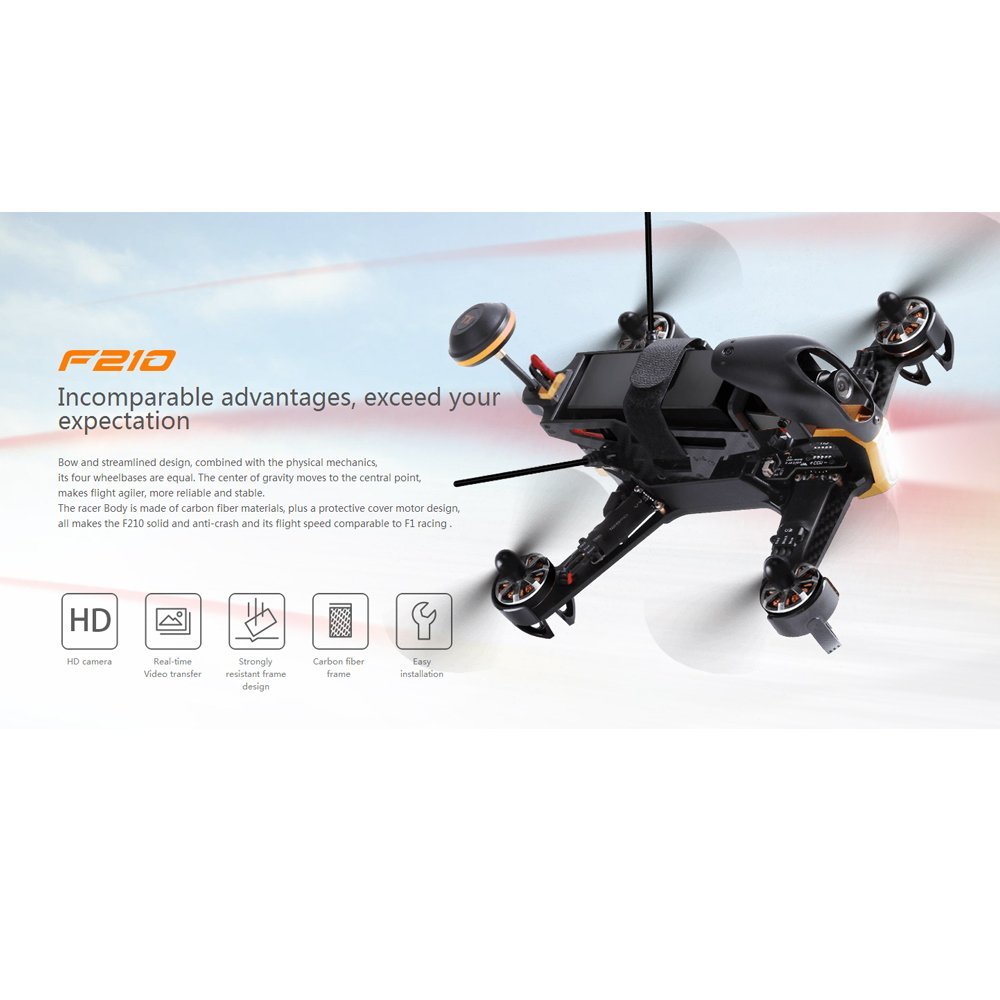 F210
Incomparable advantages, exceed your
expectation
Bow and streamlined design, combined with the physical mechanics,
its four wheelbases are equal. The center of gravity moves to the central point,
makes flight agiler, more reliable and stable.
The racer Body is made of carbon fiber materials, plus a protective cover motor design,
all makes the F210 solid and anti-crash and its flight speed comparable to F1 racing .
HD
HD camera
Real-time
Video transfer
Strongly
resistant frame
design
Carbon fiber
frame
Easy
installation